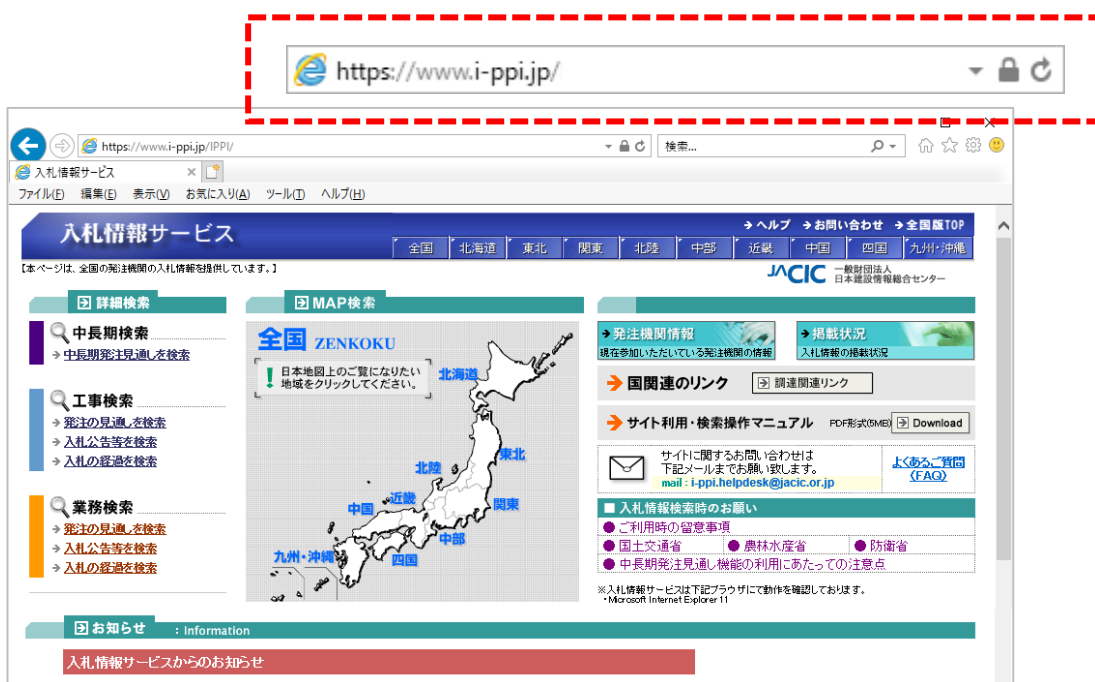 https://www.i-ppi.jp/
https://www.i-ppi.jp/IPPI/
検索...
入札情報サービス
ファイル(F) 編集(E) 表示(V) お気に入り(A) ツール(T) ヘルプ(H)
入札情報サービス
ヘルプ お問い合わせ 全国版TOP
全国 北海道 東北 関東 北陸 中部 近畿 中国 四国 九州・沖縄
【本ページは、全国の発注機関の入札情報を提供しています。】
JACIC 一般財団法人
日本建設情報総合センター
詳細検索
中長期検索
中長期発注見通しを検索
工事検索
発注の見通しを検索
入札公告等を検索
入札の経過を検索
業務検索
発注の見通しを検索
入札公告等を検索
入札の経過を検索
MAP検索
全国 ZENKOKU
日本地図上のご覧になりたい
地域をクリックしてください。
北海道
東北
北陸
近畿
関東
中国
中部
九州・沖縄
四国
発注機関情報
現在参加いただいている発注機関の情報
掲載状況
入札情報の掲載状況
国関連のリンク 調達関連リンク
サイト利用・検索操作マニュアル PDF形式(5MB) Download
サイトに関するお問い合わせは
下記メールまでお願い致します。
mail : i-ppi.helpdesk@jacic.or.jp
よくあるご質問
(FAQ)
■ 入札情報検索時のお願い
● ご利用時の留意事項
● 国土交通省 ● 農林水産省 ● 防衛省
● 中長期発注見通し機能の利用にあたっての注意点
※入札情報サービスは下記ブラウザにて動作を確認しております。
・Microsoft Internet Explorer 11
お知らせ : Information
入札情報サービスからのお知らせ